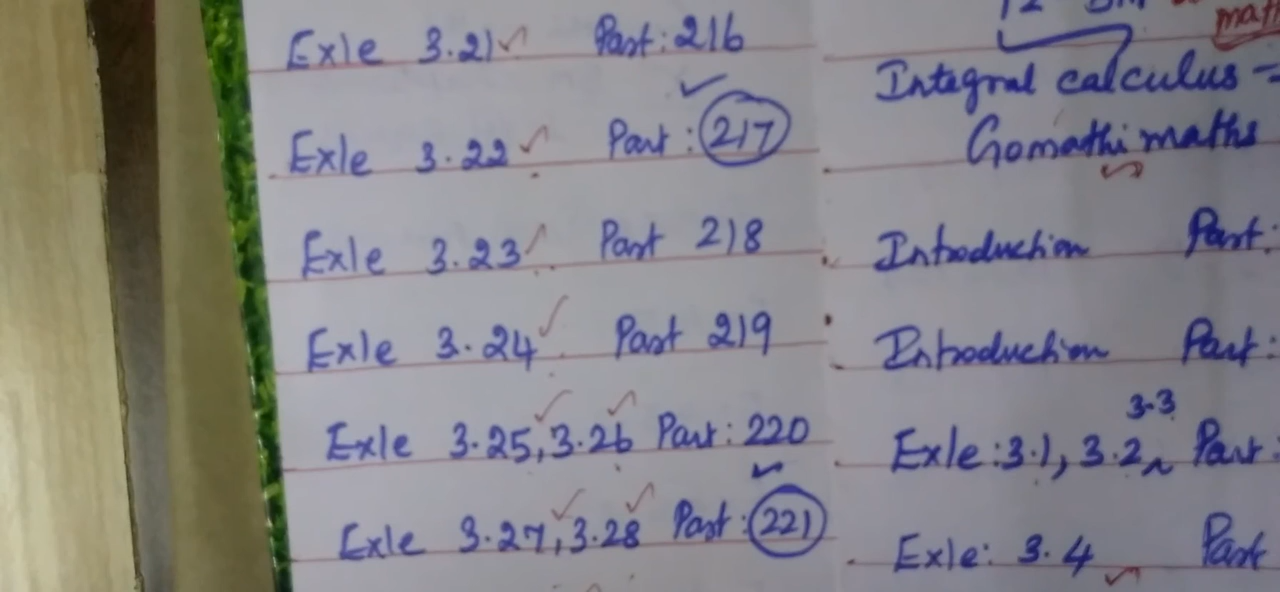 Exle 3.21 Part: 216
Exle 3.22 Part: 217
Exle 3.23 Part 218
Exle 3.24 Part 219
Exle 3.25, 3.26 Part: 220
Exle 3.27, 3.28 Part: 221
12
Integral calculus -
Gomathi maths
Introduction Part:
Introduction Part:
3.3
Exle: 3.1, 3.2 Part:
Exle: 3.4 Part